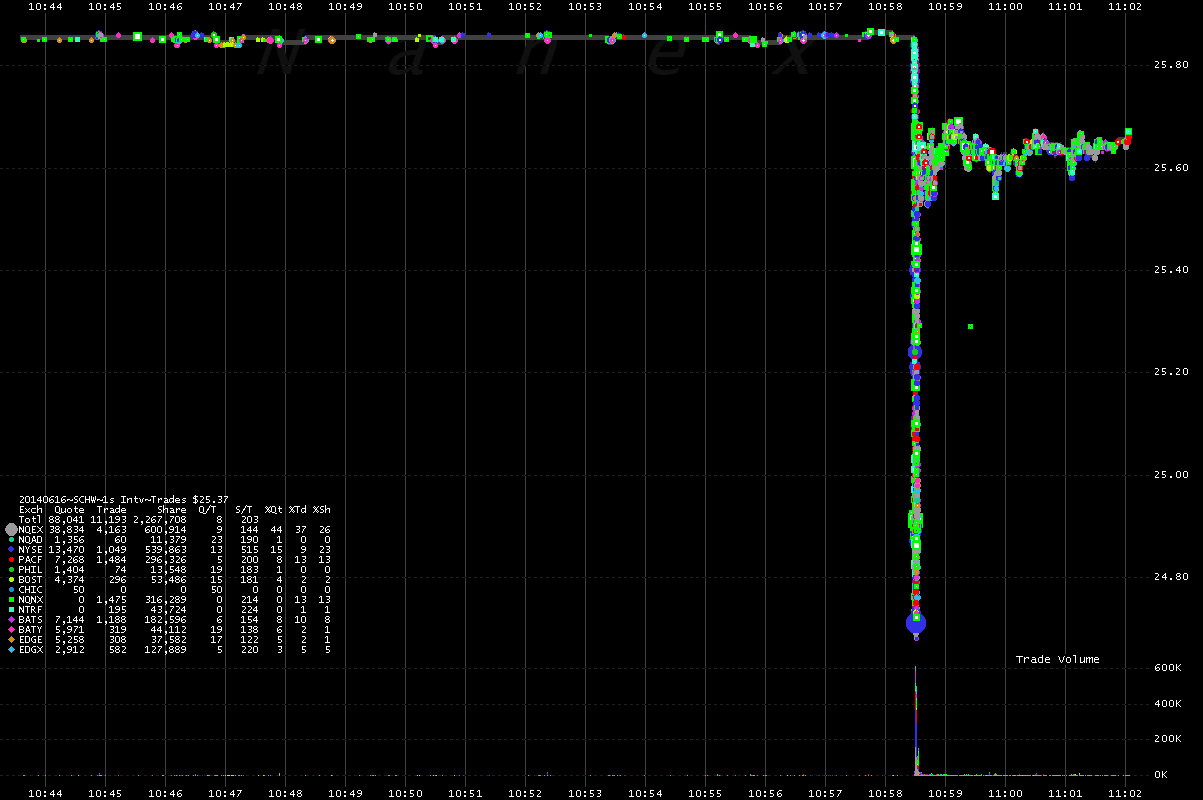 10:44 10:45 10:46 10:47 10:48 10:49 10:50 10:51 10:52 10:53 10:54 10:55 10:56 10:57 10:58 10:59 11:00 11:01 11:02
N a n e x
25.80
25.60
25.40
25.20
25.00
24.80
20140616~SCHW~1s Intv~Trades $25.37
Exch Quote Trade Share Q/T S/T %Qt %Td %Sh
Totl 88,041 11,193 2,267,708 8 203
NQEX 38,834 4,163 600,914 9 144 44 37 26
NQAD 1,356 60 11,379 23 190 1 0 0
NYSE 13,470 1,049 539,863 13 515 15 9 23
PACF 7,268 1,484 296,326 5 200 8 13 13
PHIL 1,404 74 13,548 19 183 1 0 0
BOST 4,374 296 53,486 15 181 4 2 2
CHIC 50 0 0 50 0 0 0 0
NQNX 0 1,475 316,289 0 214 0 13 13
NTRF 0 195 43,724 0 224 0 1 1
BATS 7,144 1,188 182,596 6 154 8 10 8
BATY 5,971 319 44,112 19 138 6 2 1
EDGE 5,258 308 37,582 17 122 5 2 1
EDGX 2,912 582 127,889 5 220 3 5 5
Trade Volume
600K
400K
200K
0K
10:44 10:45 10:46 10:47 10:48 10:49 10:50 10:51 10:52 10:53 10:54 10:55 10:56 10:57 10:58 10:59 11:00 11:01 11:02